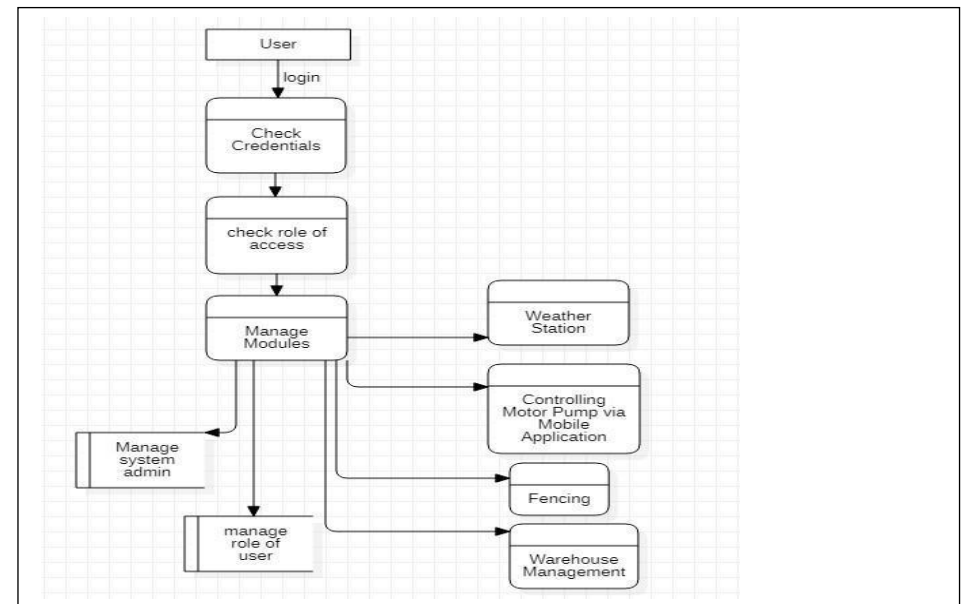 User
login
Check
Credentials
check role of
access
Manage
Modules
Weather
Station
Controlling
Motor Pump via
Mobile
Application
Manage
system
admin
Fencing
manage
role of
user
Warehouse
Management